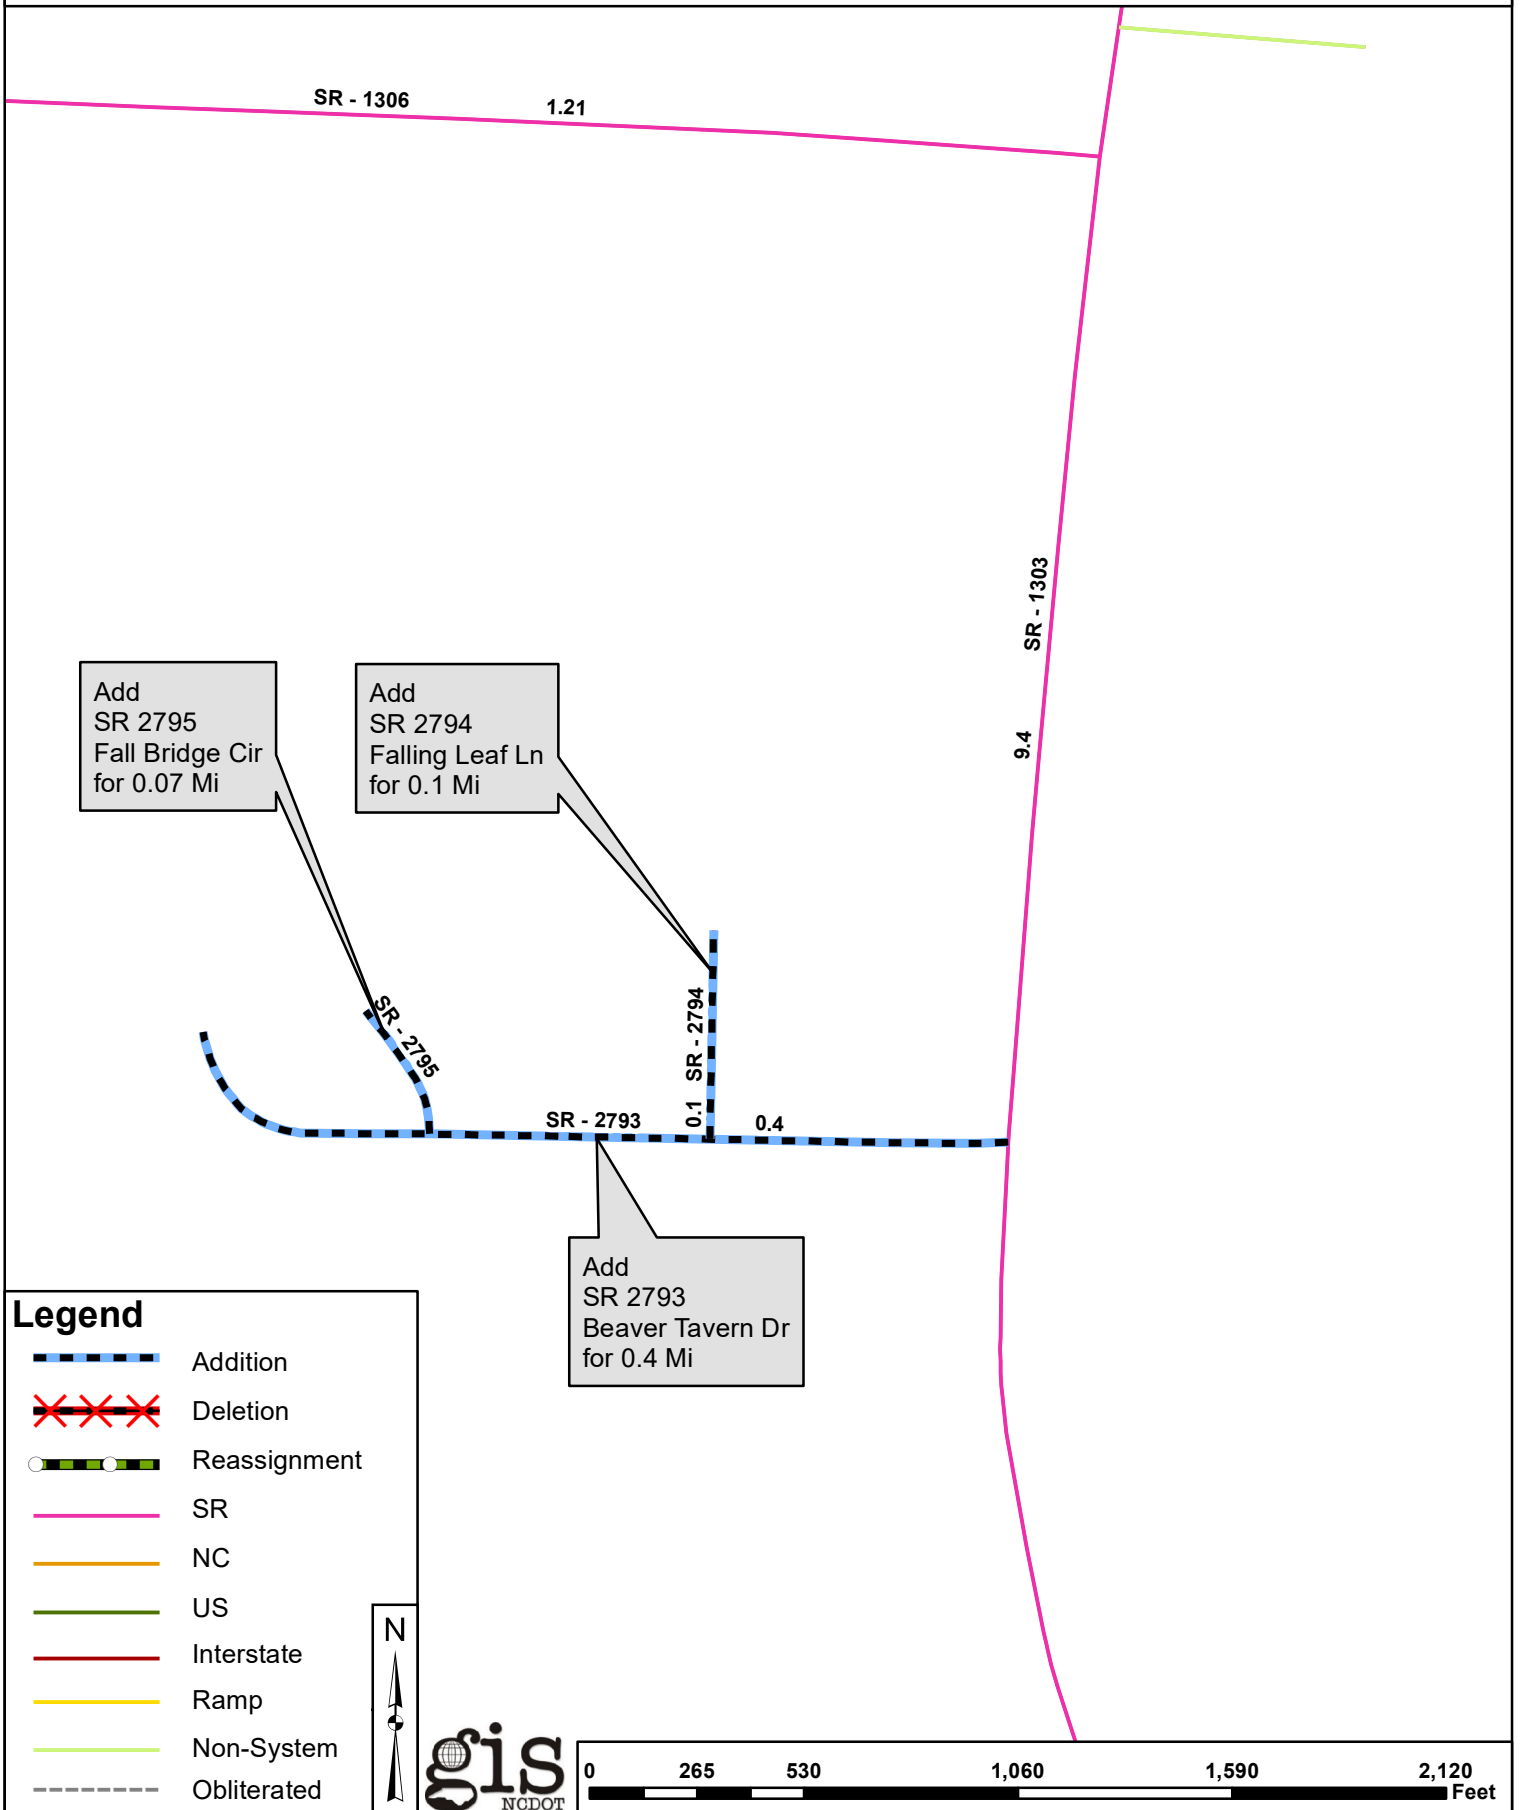 SR - 1306 1.21
SR - 1303
9.4
Add
SR 2795
Fall Bridge Cir
for 0.07 Mi
Add
SR 2794
Falling Leaf Ln
for 0.1 Mi
SR - 2795
0.1 SR - 2794
SR - 2793 0.4
Add
SR 2793
Beaver Tavern Dr
for 0.4 Mi
Legend
Addition
Deletion
Reassignment
SR
NC
US
Interstate
Ramp
Non-System
Obliterated
N
gis
NCDOT
0 265 530 1,060 1,590 2,120
Feet